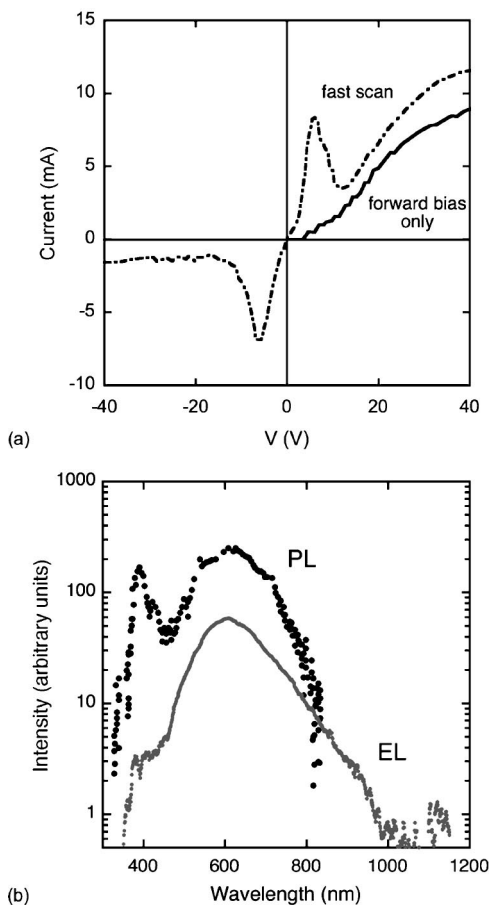 15
10
5
0
-5
-10
Current (mA)
fast scan
forward bias
only
-40
-20
0
20
40
(a)
V (V)
1000
100
10
1
Intensity (arbitrary units)
PL
EL
400
600
800
1000
1200
(b)
Wavelength (nm)